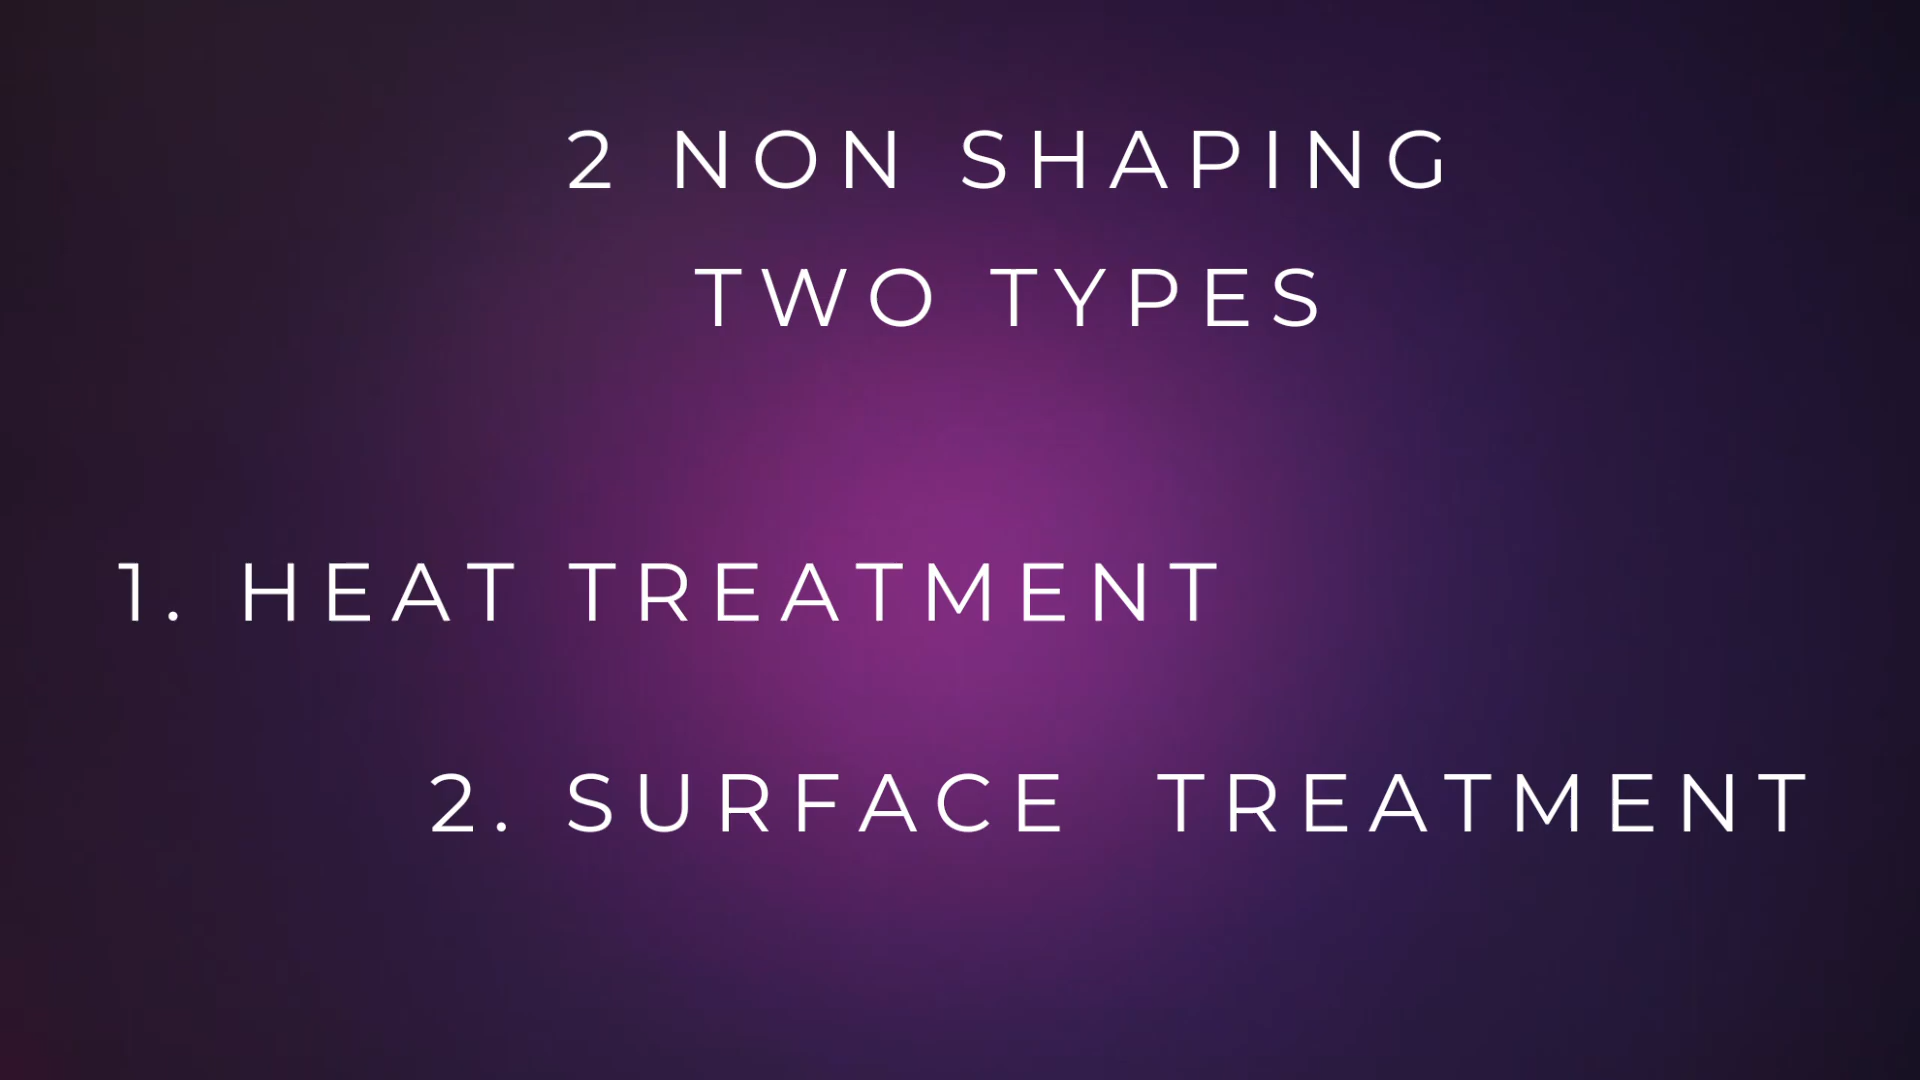 2 NON SHAPING
TWO TYPES
1. HEAT TREATMENT
2. SURFACE TREATMENT